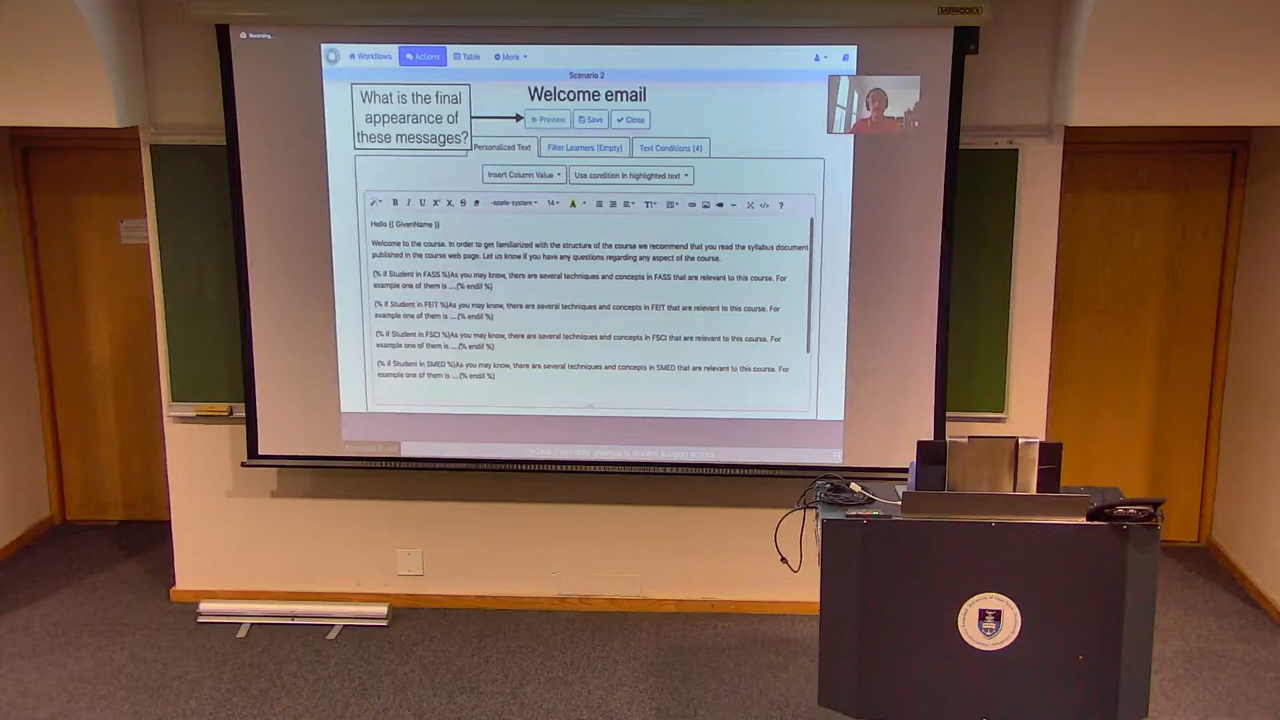 MIRADDEX
Recording...
Workflows Actions Table More
Scenario 2
Welcome email
What is the final
appearance of
these messages?
Preview Save Close
Personalized Text Filter Learners (Empty) Text Conditions (4)
Insert Column Value Use condition in highlighted text
B I U X² X₂ S -apple-system 14 A T! </> ?
Hello {{ GivenName }}
Welcome to the course. In order to get familiarized with the structure of the course we recommend that you read the syllabus document
published in the course web page. Let us know if you have any questions regarding any aspect of the course.
{% if Student in FASS %}As you may know, there are several techniques and concepts in FASS that are relevant to this course. For
example one of them is ....{% endif %}
{% if Student in FEIT %}As you may know, there are several techniques and concepts in FEIT that are relevant to this course. For
example one of them is ....{% endif %}
{% if Student in FSCI %}As you may know, there are several techniques and concepts in FSCI that are relevant to this course. For
example one of them is ....{% endif %}
{% if Student in SMED %}As you may know, there are several techniques and concepts in SMED that are relevant to this course. For
example one of them is ....{% endif %}
University of Cape Town